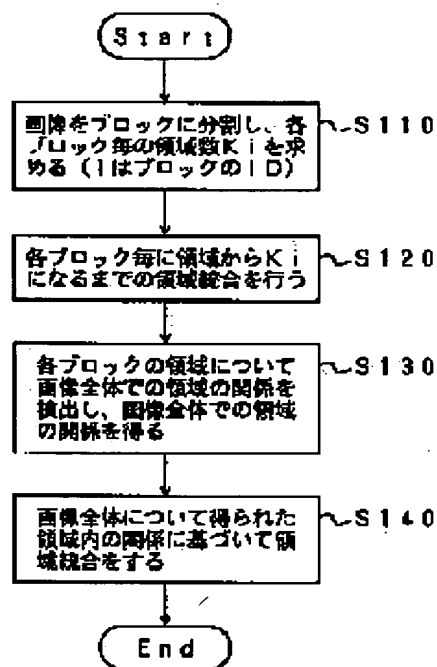 Start
画像をブロックに分割し、各
ブロック毎の領域数Kiを求
める（iはブロックのID）
S110
各ブロック毎に領域からKi
になるまでの領域統合を行う
S120
各ブロックの領域について
画像全体での領域の関係を
検出し、画像全体での領域
の関係を得る
S130
画像全体について得られた
領域内の関係に基づいて領
域統合をする
S140
End